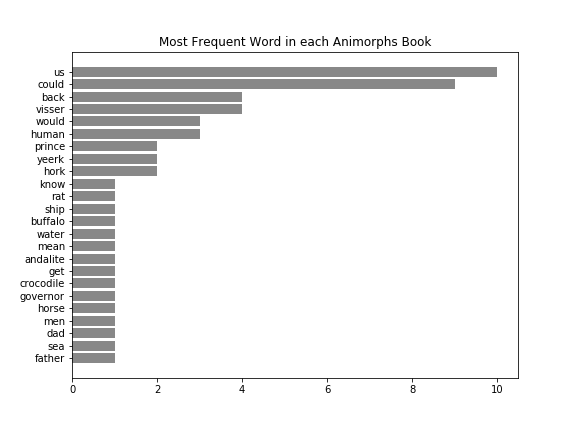 Most Frequent Word in each Animorphs Book
us
could
back
visser
would
human
prince
yeerk
hork
know
rat
ship
buffalo
water
mean
andalite
get
crocodile
governor
horse
men
dad
sea
father
0 2 4 6 8 10